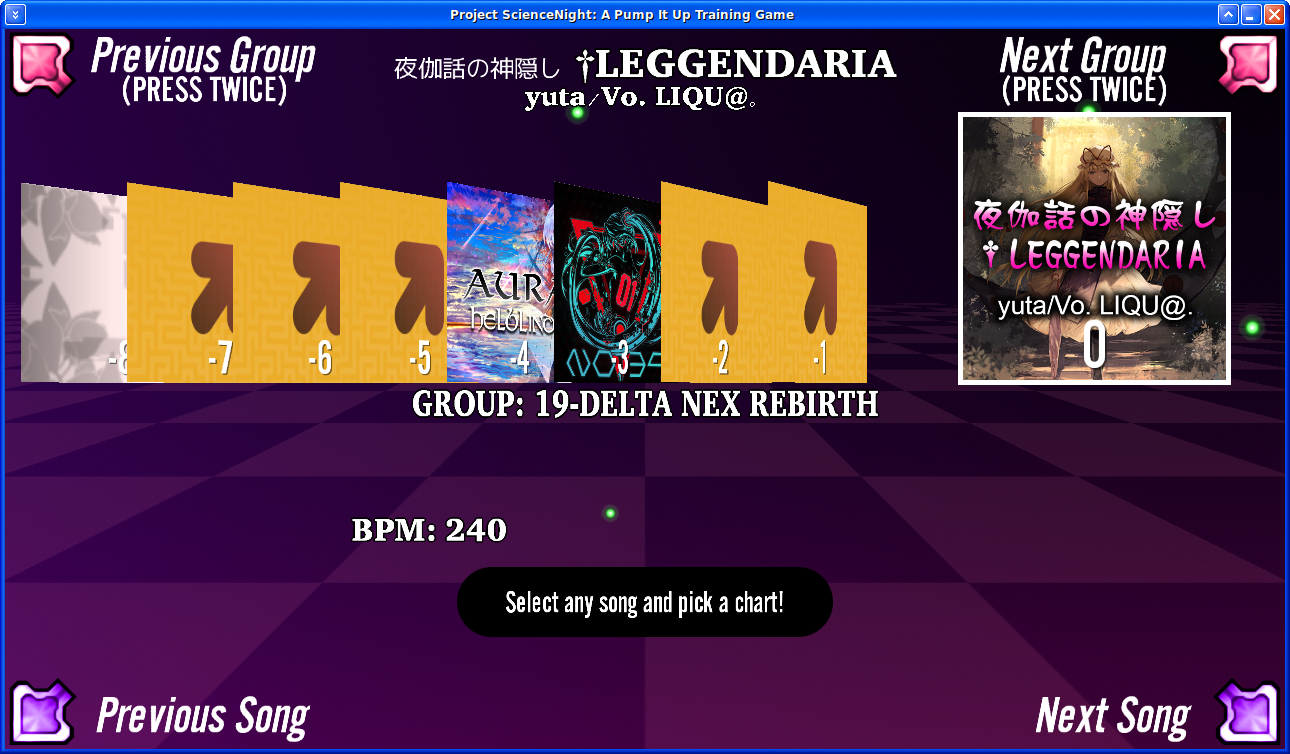 Project ScienceNight: A Pump It Up Training Game
Previous Group
(PRESS TWICE)
夜伽話の神隠し †LEGGENDARIA
yuta/Vo. LIQU@。
Next Group
(PRESS TWICE)
夜伽話の神隠し
†LEGGENDARIA
yuta/Vo. LIQU@.
0
AURA
-8
-7
-6
-5
-4
-3
-2
-1
GROUP: 19-DELTA NEX REBIRTH
BPM: 240
Select any song and pick a chart!
Previous Song
Next Song